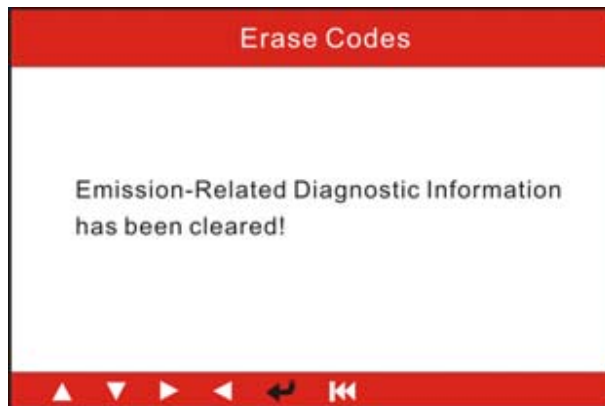 Erase Codes
Emission-Related Diagnostic Information
has been cleared!